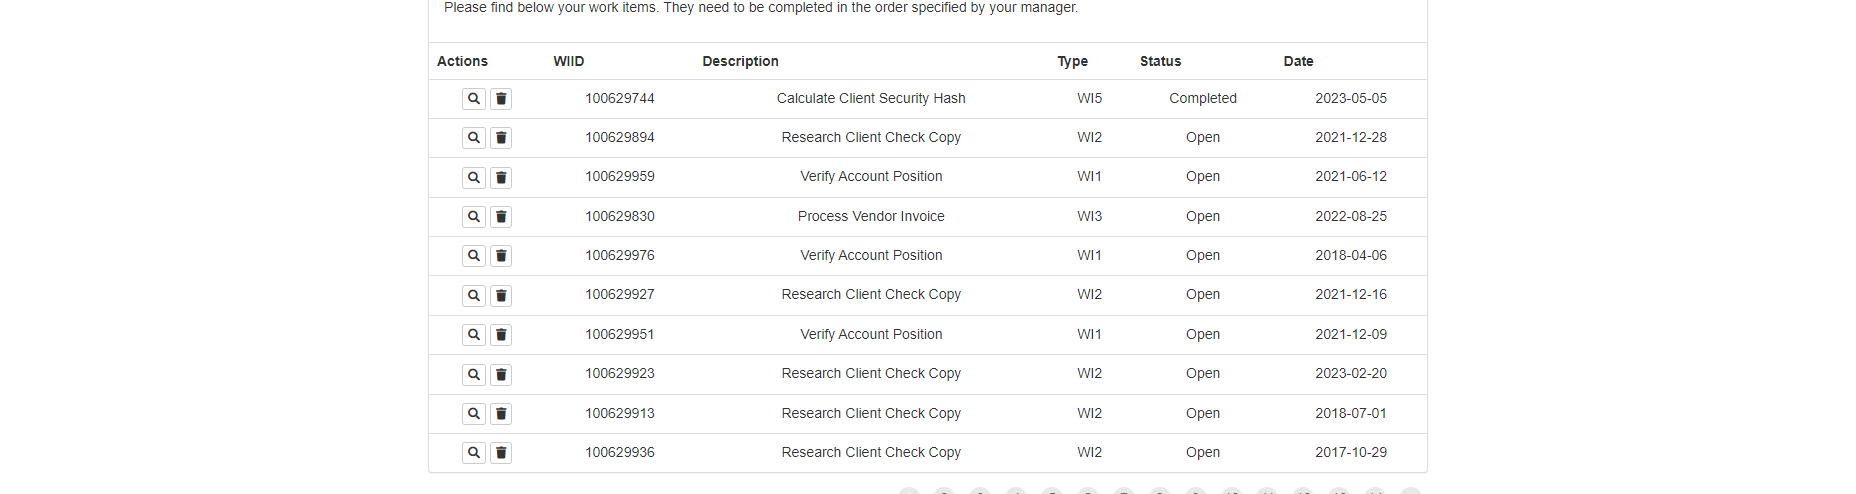 Please find below your work items. They need to be completed in the order specified by your manager.
Actions WIID Description Type Status Date
100629744 Calculate Client Security Hash WI5 Completed 2023-05-05
100629894 Research Client Check Copy WI2 Open 2021-12-28
100629959 Verify Account Position WI1 Open 2021-06-12
100629830 Process Vendor Invoice WI3 Open 2022-08-25
100629976 Verify Account Position WI1 Open 2018-04-06
100629927 Research Client Check Copy WI2 Open 2021-12-16
100629951 Verify Account Position WI1 Open 2021-12-09
100629923 Research Client Check Copy WI2 Open 2023-02-20
100629913 Research Client Check Copy WI2 Open 2018-07-01
100629936 Research Client Check Copy WI2 Open 2017-10-29